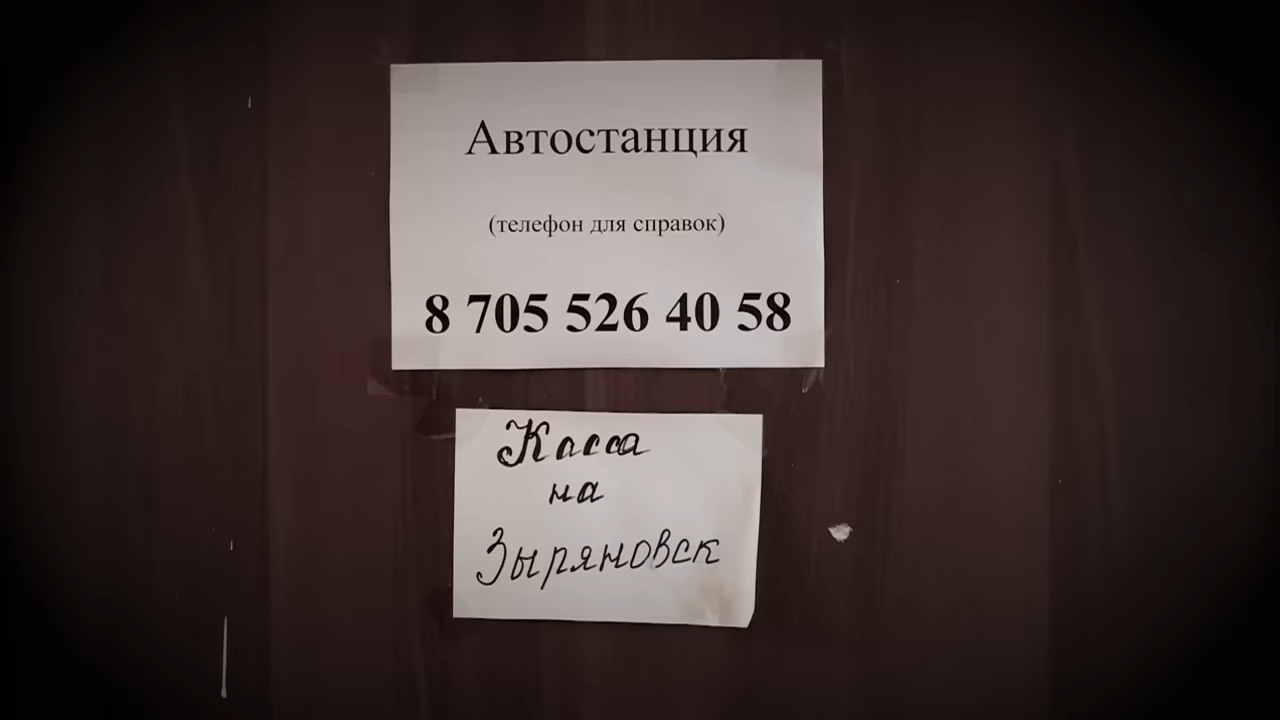 Автостанция
(телефон для справок)
8 705 526 40 58
Касса
на
Зыряновск